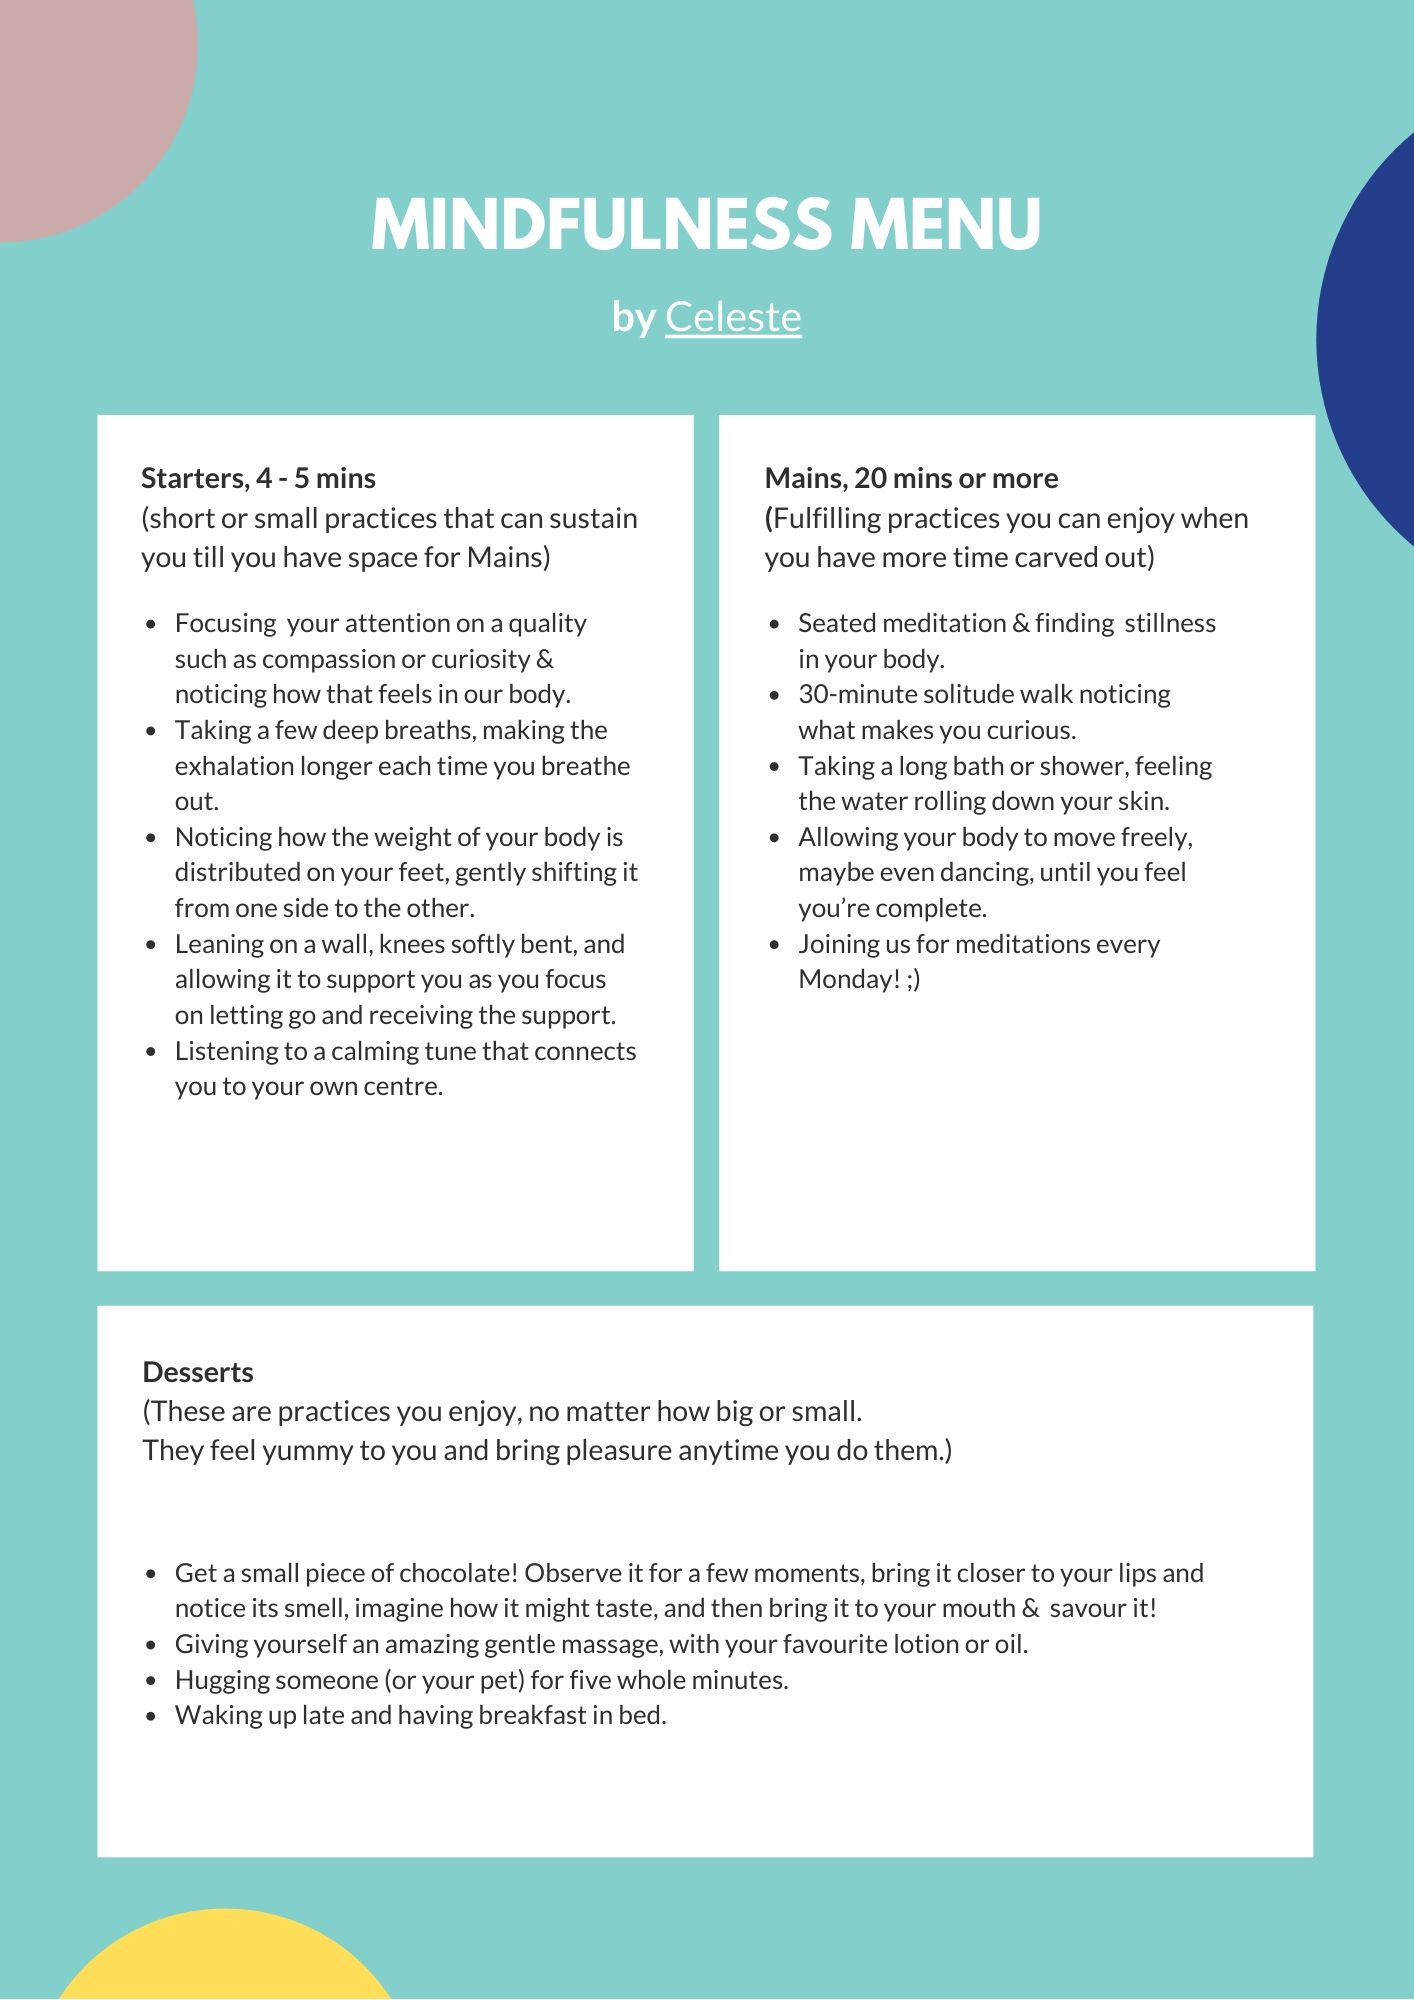 MINDFULNESS MENU
by Celeste
Starters, 4 - 5 mins
(short or small practices that can sustain
you till you have space for Mains)
• Focusing  your attention on a quality
such as compassion or curiosity &
noticing how that feels in our body.
• Taking a few deep breaths, making the
exhalation longer each time you breathe
out.
• Noticing how the weight of your body is
distributed on your feet, gently shifting it
from one side to the other.
• Leaning on a wall, knees softly bent, and
allowing it to support you as you focus
on letting go and receiving the support.
• Listening to a calming tune that connects
you to your own centre.
Mains, 20 mins or more
(Fulfilling practices you can enjoy when
you have more time carved out)
• Seated meditation & finding  stillness
in your body.
• 30-minute solitude walk noticing
what makes you curious.
• Taking a long bath or shower, feeling
the water rolling down your skin.
• Allowing your body to move freely,
maybe even dancing, until you feel
you’re complete.
• Joining us for meditations every
Monday! ;)
Desserts
(These are practices you enjoy, no matter how big or small.
They feel yummy to you and bring pleasure anytime you do them.)
• Get a small piece of chocolate! Observe it for a few moments, bring it closer to your lips and
notice its smell, imagine how it might taste, and then bring it to your mouth &  savour it!
• Giving yourself an amazing gentle massage, with your favourite lotion or oil.
• Hugging someone (or your pet) for five whole minutes.
• Waking up late and having breakfast in bed.